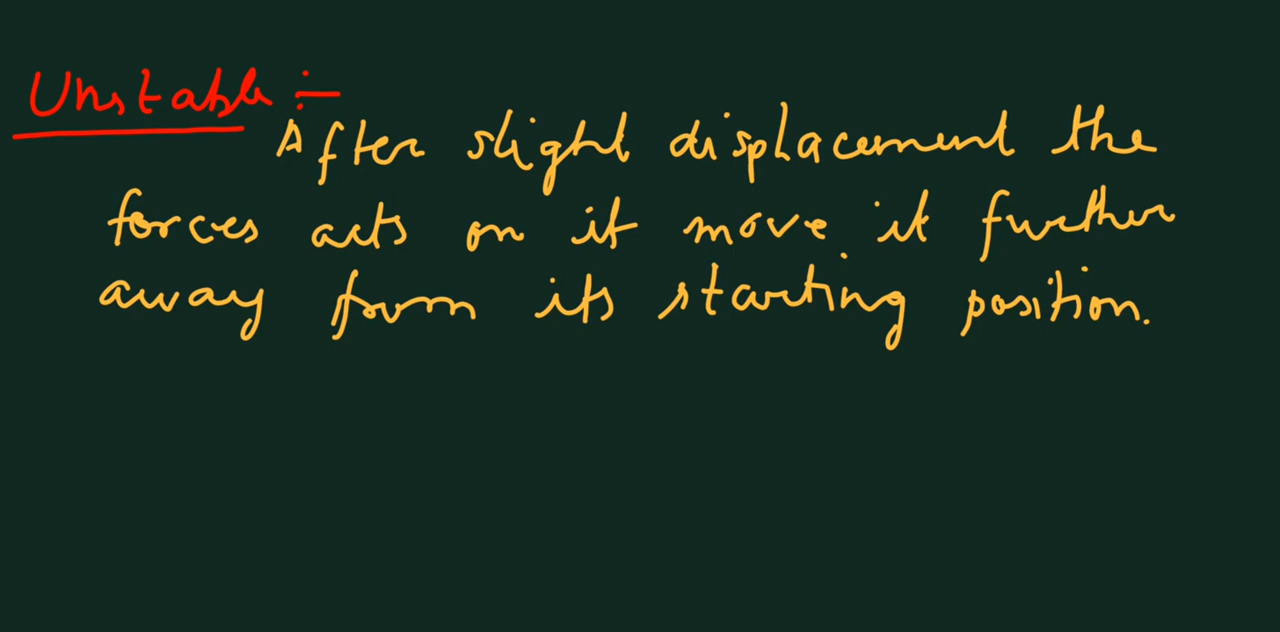 Unstable :-
After slight displacement the
forces acts on it move it further
away from its starting position.